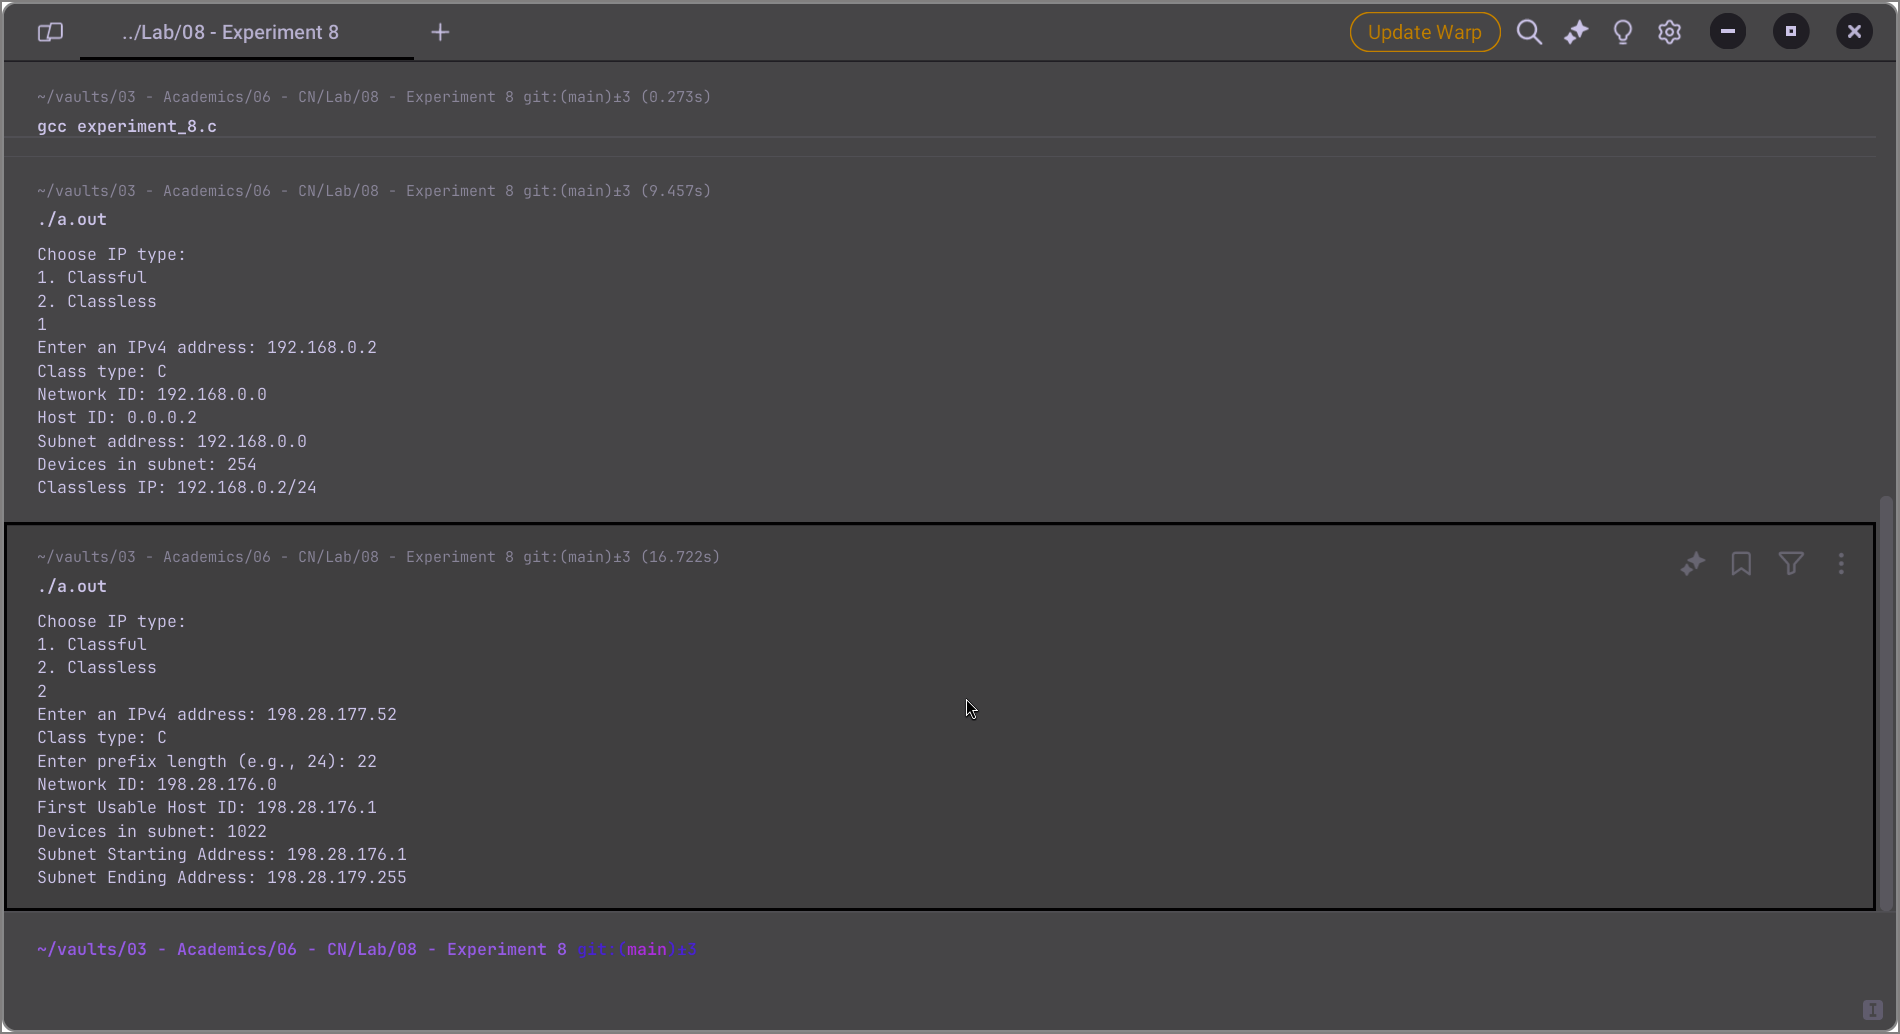 ../Lab/08 - Experiment 8
Update Warp
~/vaults/03 - Academics/06 - CN/Lab/08 - Experiment 8 git:(main)±3 (0.273s)
gcc experiment_8.c
~/vaults/03 - Academics/06 - CN/Lab/08 - Experiment 8 git:(main)±3 (9.457s)
./a.out
Choose IP type:
1. Classful
2. Classless
1
Enter an IPv4 address: 192.168.0.2
Class type: C
Network ID: 192.168.0.0
Host ID: 0.0.0.2
Subnet address: 192.168.0.0
Devices in subnet: 254
Classless IP: 192.168.0.2/24
~/vaults/03 - Academics/06 - CN/Lab/08 - Experiment 8 git:(main)±3 (16.722s)
./a.out
Choose IP type:
1. Classful
2. Classless
2
Enter an IPv4 address: 198.28.177.52
Class type: C
Enter prefix length (e.g., 24): 22
Network ID: 198.28.176.0
First Usable Host ID: 198.28.176.1
Devices in subnet: 1022
Subnet Starting Address: 198.28.176.1
Subnet Ending Address: 198.28.179.255
~/vaults/03 - Academics/06 - CN/Lab/08 - Experiment 8 git:(main)±3